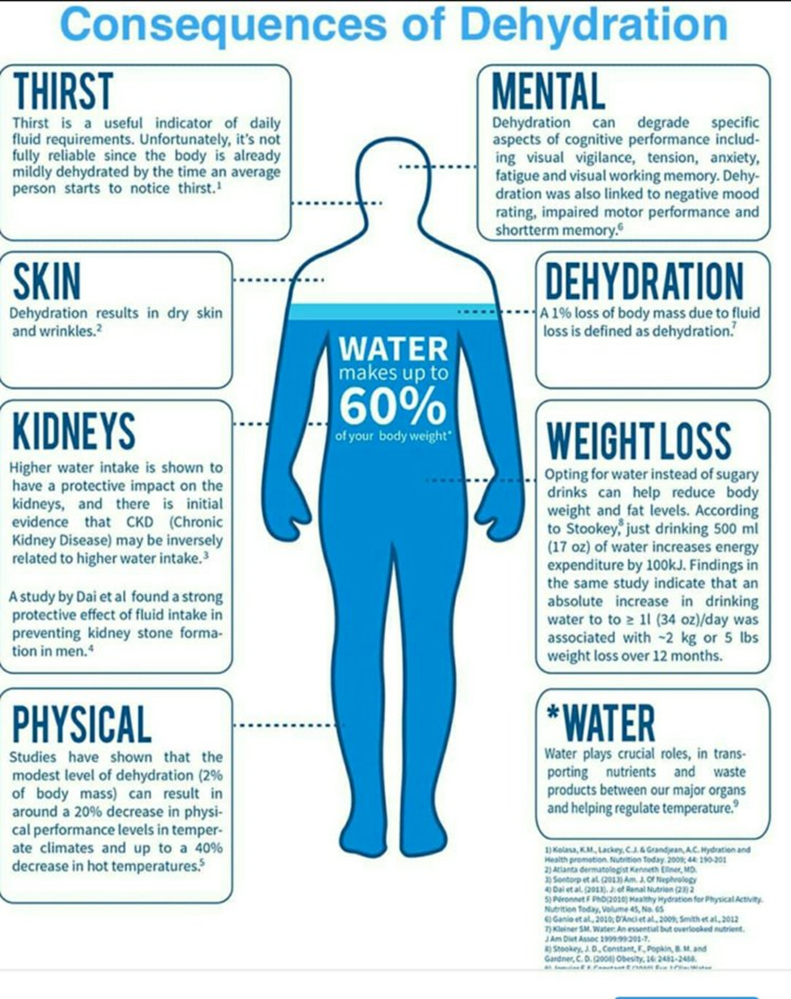 Consequences of Dehydration
THIRST
Thirst is a useful indicator of daily
fluid requirements. Unfortunately, it's not
fully reliable since the body is already
mildly dehydrated by the time an average
person starts to notice thirst.¹
MENTAL
Dehydration can degrade specific
aspects of cognitive performance includ-
ing visual vigilance, tension, anxiety,
fatigue and visual working memory. Dehy-
dration was also linked to negative mood
rating, impaired motor performance and
shortterm memory.⁶
SKIN
Dehydration results in dry skin
and wrinkles.²
DEHYDRATION
A 1% loss of body mass due to fluid
loss is defined as dehydration.⁷
WATER
makes up to
60%
of your body weight*
KIDNEYS
Higher water intake is shown to
have a protective impact on the
kidneys, and there is initial
evidence that CKD (Chronic
Kidney Disease) may be inversely
related to higher water intake.³
A study by Dai et al found a strong
protective effect of fluid intake in
preventing kidney stone forma-
tion in men.⁴
WEIGHT LOSS
Opting for water instead of sugary
drinks can help reduce body
weight and fat levels. According
to Stookey,⁸ just drinking 500 ml
(17 oz) of water increases energy
expenditure by 100kJ. Findings in
the same study indicate that an
absolute increase in drinking
water to to ≥ 1l (34 oz)/day was
associated with ~2 kg or 5 lbs
weight loss over 12 months.
PHYSICAL
Studies have shown that the
modest level of dehydration (2%
of body mass) can result in
around a 20% decrease in physi-
cal performance levels in temper-
ate climates and up to a 40%
decrease in hot temperatures.⁵
*WATER
Water plays crucial roles, in trans-
porting nutrients and waste
products between our major organs
and helping regulate temperature.⁹
1) Kolasa, K.M., Lackey, C.J. & Grandjean, A.C. Hydration and
Health promotion. Nutrition Today. 2009; 44: 190-201
2) Atlanta dermatologist Kenneth Ellner, MD.
3) Sontorp et al. (2013) Am. J. Of Nephrology
4) Dai et al. (2013). J: of Renal Nutrion (23) 2
5) Péronnet F PhD(2010) Healthy Hydration for Physical Activity.
Nutrition Today, Volume 45, No. 6S
6) Ganio et al., 2010; D'Anci et al., 2009; Smith et al., 2012
7) Kleiner SM. Water: An essential but overlooked nutrient.
J Am Diet Assoc 1999:99:201-7.
8) Stookey, J. D., Constant, F., Popkin, B. M. and
Gardner, C. D. (2008) Obesity, 16: 2481-2488.